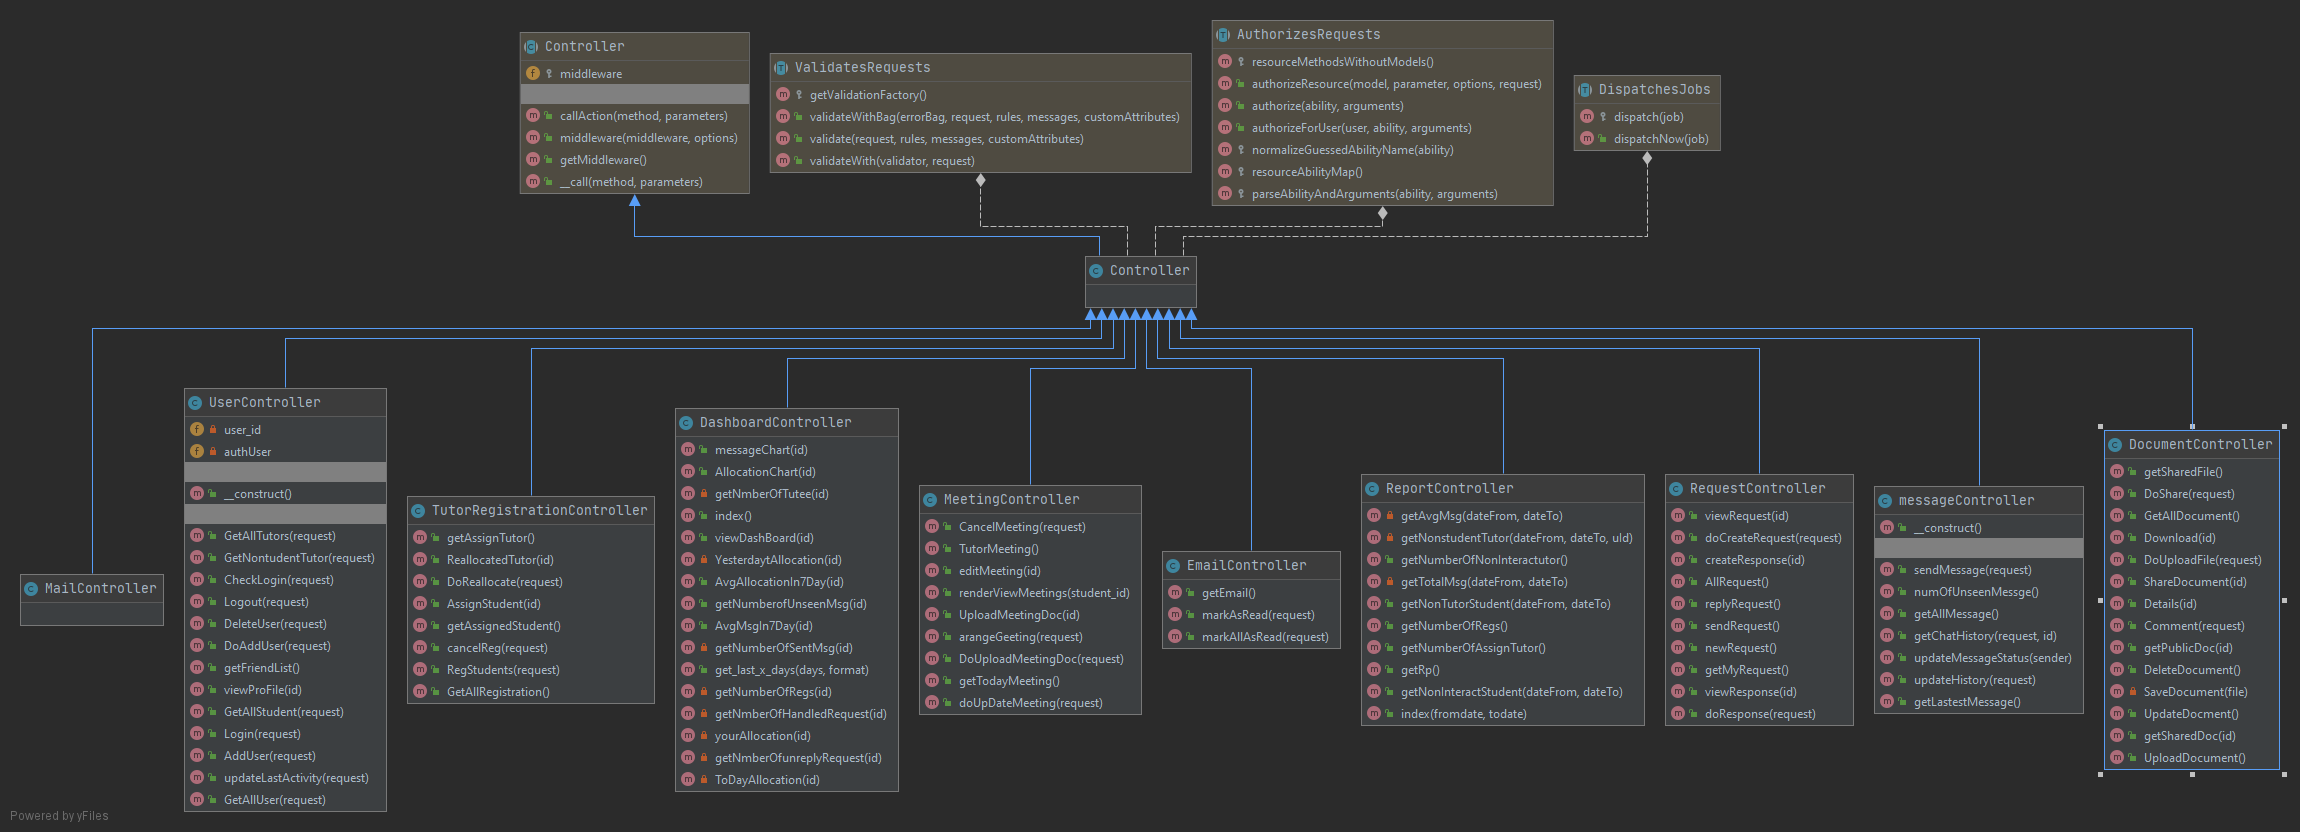 Controller
middleware
callAction(method, parameters)
middleware(middleware, options)
getMiddleware()
__call(method, parameters)
ValidatesRequests
getValidationFactory()
validateWithBag(errorBag, request, rules, messages, customAttributes)
validate(request, rules, messages, customAttributes)
validateWith(validator, request)
AuthorizesRequests
resourceMethodsWithoutModels()
authorizeResource(model, parameter, options, request)
authorize(ability, arguments)
authorizeForUser(user, ability, arguments)
normalizeGuessedAbilityName(ability)
resourceAbilityMap()
parseAbilityAndArguments(ability, arguments)
DispatchesJobs
dispatch(job)
dispatchNow(job)
Controller
MailController
UserController
user_id
authUser
__construct()
GetAllTutors(request)
GetNontudentTutor(request)
CheckLogin(request)
Logout(request)
DeleteUser(request)
DoAddUser(request)
getFriendList()
viewProFile(id)
GetAllStudent(request)
Login(request)
AddUser(request)
updateLastActivity(request)
GetAllUser(request)
TutorRegistrationController
getAssignTutor()
ReallocatedTutor(id)
DoReallocate(request)
AssignStudent(id)
getAssignedStudent()
cancelReg(request)
RegStudents(request)
GetAllRegistration()
DashboardController
messageChart(id)
AllocationChart(id)
getNmberOfTutee(id)
index()
viewDashBoard(id)
YesterdaytAllocation(id)
AvgAllocationIn7Day(id)
getNumberofUnseenMsg(id)
AvgMsgIn7Day(id)
getNumberOfSentMsg(id)
get_last_x_days(days, format)
getNumberOfRegs(id)
getNmberOfHandledRequest(id)
yourAllocation(id)
getNmberOfunreplyRequest(id)
ToDayAllocation(id)
MeetingController
CancelMeeting(request)
TutorMeeting()
editMeeting(id)
renderViewMeetings(student_id)
UploadMeetingDoc(id)
arangeGeeting(request)
DoUploadMeetingDoc(request)
getTodayMeeting()
doUpDateMeeting(request)
EmailController
getEmail()
markAsRead(request)
markAllAsRead(request)
ReportController
getAvgMsg(dateFrom, dateTo)
getNonstudentTutor(dateFrom, dateTo, uId)
getNumberOfNonInteractutor()
getTotalMsg(dateFrom, dateTo)
getNonTutorStudent(dateFrom, dateTo)
getNumberOfRegs()
getNumberOfAssignTutor()
getRp()
getNonInteractStudent(dateFrom, dateTo)
index(fromdate, todate)
RequestController
viewRequest(id)
doCreateRequest(request)
createResponse(id)
AllRequest()
replyRequest()
sendRequest()
newRequest()
getMyRequest()
viewResponse(id)
doResponse(request)
messageController
__construct()
sendMessage(request)
numOfUnseenMessge()
getAllMessage()
getChatHistory(request, id)
updateMessageStatus(sender)
updateHistory(request)
getLastestMessage()
DocumentController
getSharedFile()
DoShare(request)
GetAllDocument()
Download(id)
DoUploadFile(request)
ShareDocument(id)
Details(id)
Comment(request)
getPublicDoc(id)
DeleteDocument()
SaveDocument(file)
UpdateDocment()
getSharedDoc(id)
UploadDocument()
Powered by yFiles